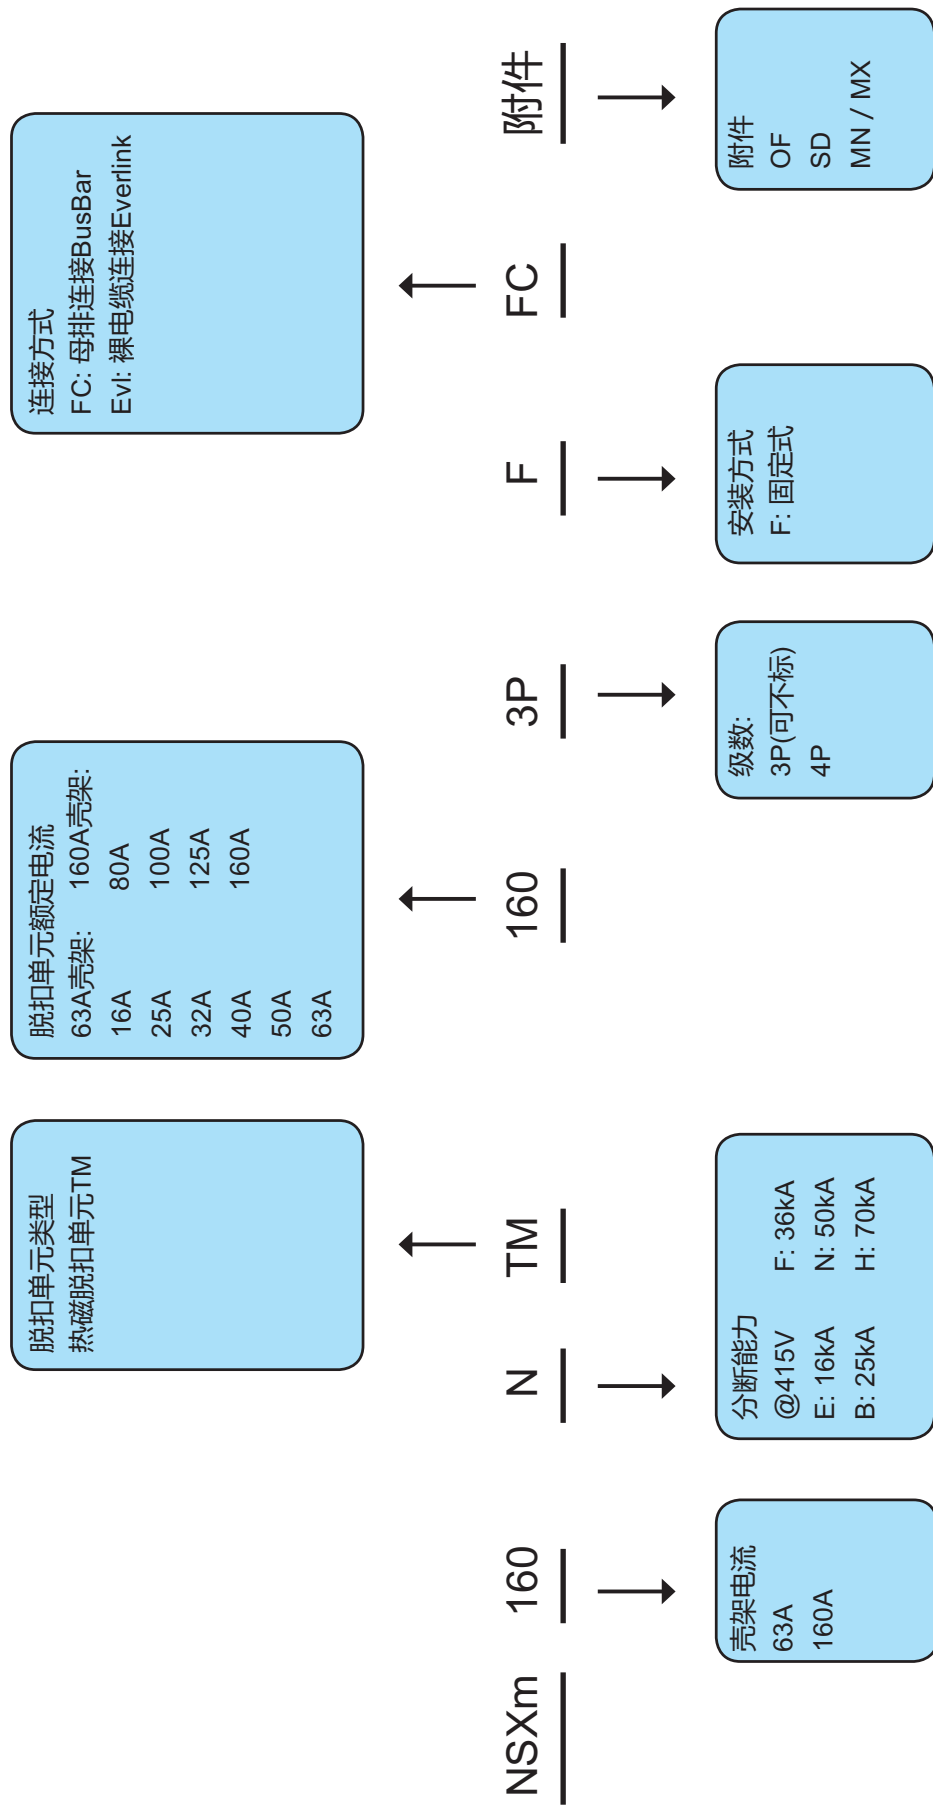 脱扣单元类型
热磁脱扣单元TM
脱扣单元额定电流
63A壳架: 160A壳架:
16A 80A
25A 100A
32A 125A
40A 160A
50A
63A
连接方式
FC: 母排连接BusBar
Evl: 裸电缆连接Everlink
NSXm 160 N TM 160 3P F FC 附件
壳架电流
63A
160A
分断能力
@415V F: 36kA
E: 16kA N: 50kA
B: 25kA H: 70kA
级数:
3P(可不标)
4P
安装方式
F: 固定式
附件
OF
SD
MN / MX